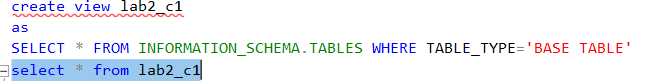 create view lab2_c1
as
SELECT * FROM INFORMATION_SCHEMA.TABLES WHERE TABLE_TYPE='BASE TABLE'
select * from lab2_c1